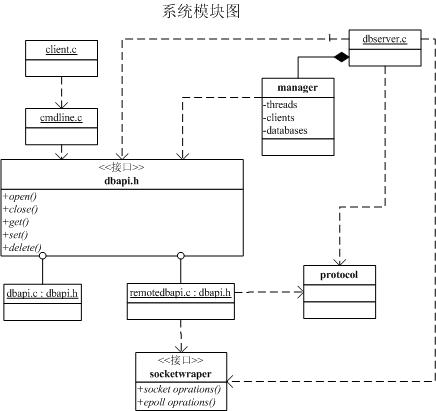 系统模块图
client.c
dbserver.c
manager
-threads
-clients
-databases
cmdline.c
<<接口>>
dbapi.h
+open()
+close()
+get()
+set()
+delete()
protocol
dbapi.c : dbapi.h
remotedbapi.c : dbapi.h
<<接口>>
socketwraper
+socket oprations()
+epoll oprations()